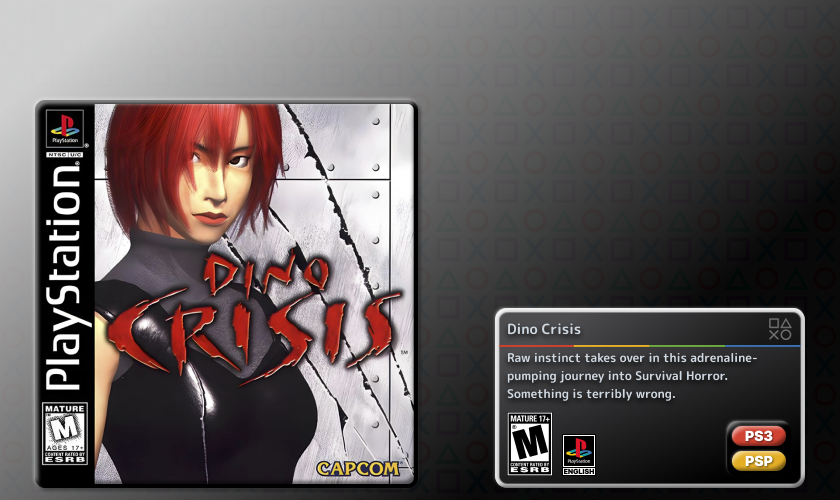 PlayStation
NTSC U/C
PlayStation
DINO
CRISIS
TM
MATURE
M
AGES 17+
CONTENT RATED BY
ESRB
CAPCOM
Dino Crisis
Raw instinct takes over in this adrenaline-
pumping journey into Survival Horror.
Something is terribly wrong.
MATURE 17+
M
CONTENT RATED BY
ESRB
PlayStation
ENGLISH
PS3
PSP